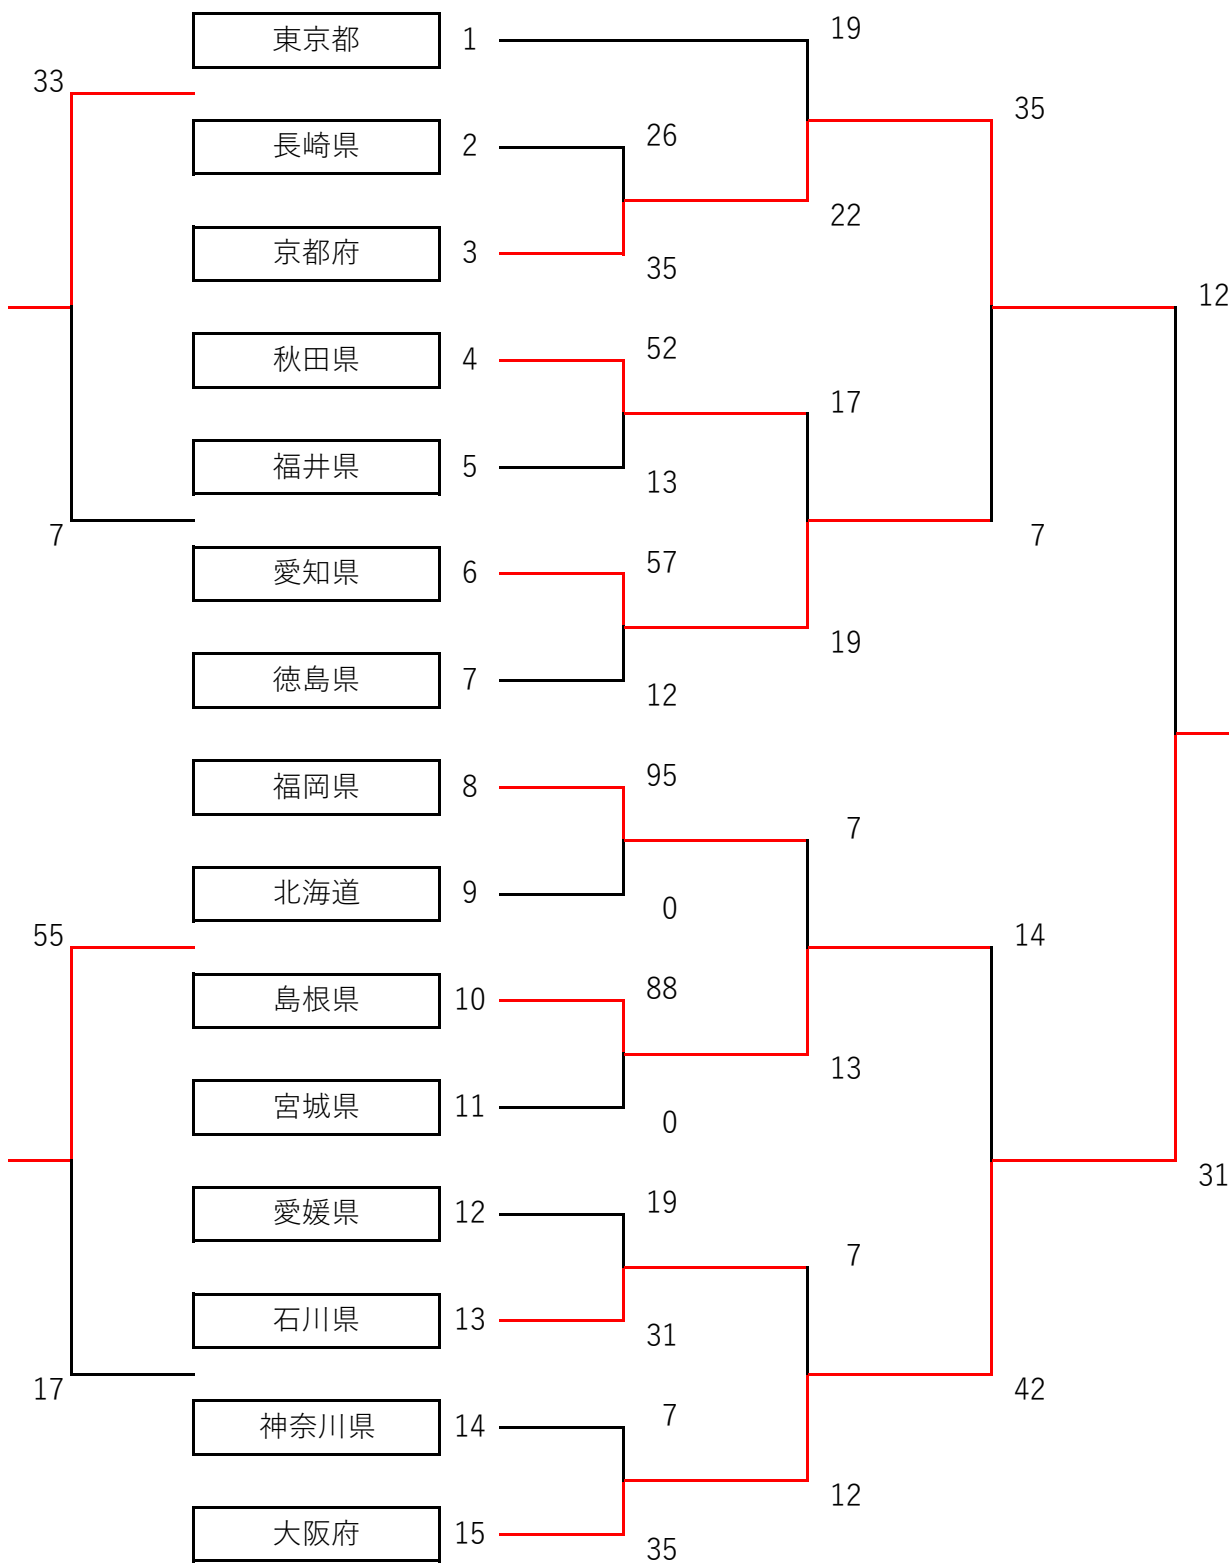 東京都 1 19
33
35
長崎県 2 26
22
京都府 3 35
12
秋田県 4 52
17
福井県 5 13
7 7
愛知県 6 57
19
徳島県 7 12
福岡県 8 95
7
北海道 9 0
55 14
島根県 10 88
13
宮城県 11 0
31
愛媛県 12 19
7
石川県 13 31
17 42
神奈川県 14 7
12
大阪府 15 35